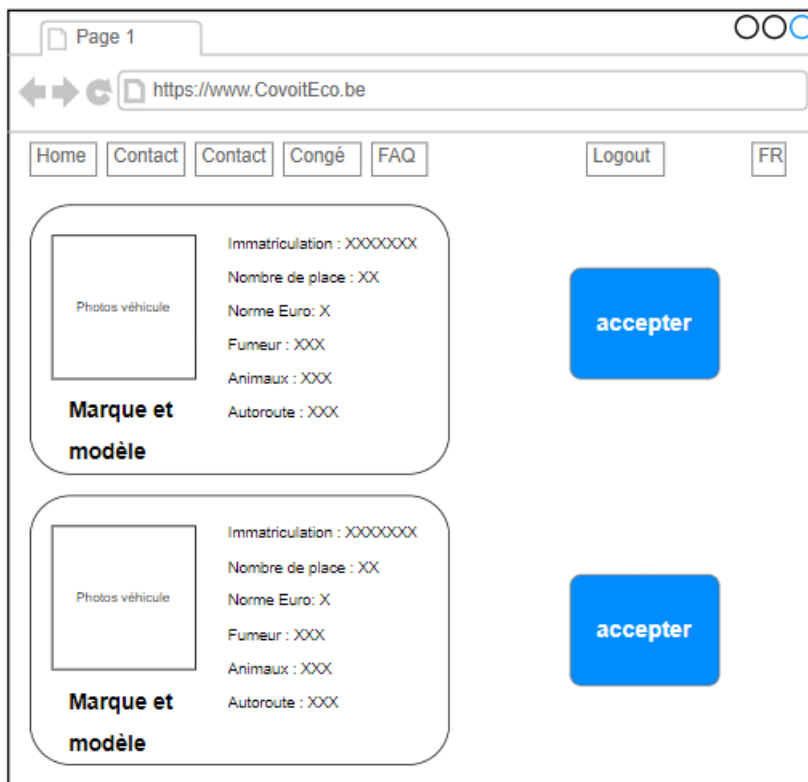 Page 1
https://www.CovoitEco.be
Home Contact Contact Congé FAQ Logout FR
Photos véhicule
Marque et
modèle
Immatriculation : XXXXXXX
Nombre de place : XX
Norme Euro: X
Fumeur : XXX
Animaux : XXX
Autoroute : XXX
accepter
Photos véhicule
Marque et
modèle
Immatriculation : XXXXXXX
Nombre de place : XX
Norme Euro: X
Fumeur : XXX
Animaux : XXX
Autoroute : XXX
accepter